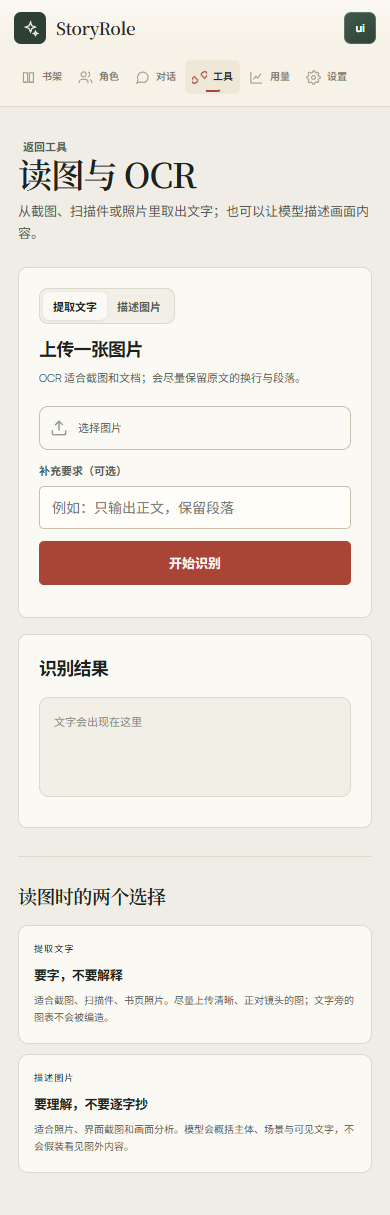 StoryRole
ui
书架
角色
对话
工具
用量
设置
返回工具
读图与 OCR
从截图、扫描件或照片里取出文字；也可以让模型描述画面内
容。
提取文字
描述图片
上传一张图片
OCR 适合截图和文档；会尽量保留原文的换行与段落。
选择图片
补充要求（可选）
例如：只输出正文，保留段落
开始识别
识别结果
文字会出现在这里
读图时的两个选择
提取文字
要字，不要解释
适合截图、扫描件、书页照片。尽量上传清晰、正对镜头的图；文字旁的
图表不会被编造。
描述图片
要理解，不要逐字抄
适合照片、界面截图和画面分析。模型会概括主体、场景与可见文字，不
会假装看见图外内容。